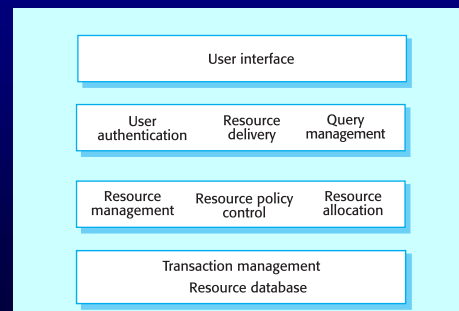 User interface
User
authentication
Resource
delivery
Query
management
Resource
management
Resource policy
control
Resource
allocation
Transaction management
Resource database